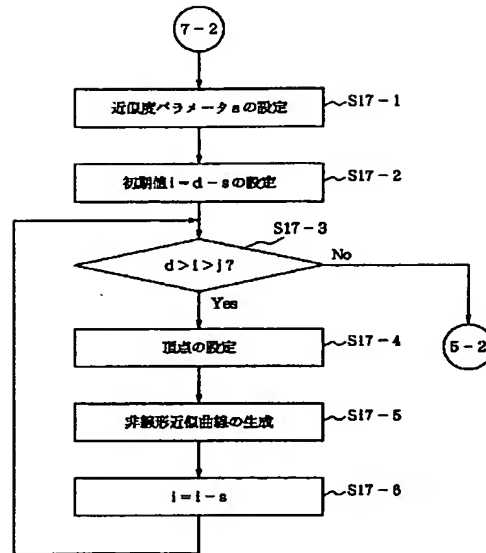 7-2
近似度パラメータsの設定
S17-1
初期値i=d-sの設定
S17-2
S17-3
d>i>j?
No
Yes
頂点の設定
S17-4
5-2
非線形近似曲線の生成
S17-5
i=i-s
S17-6